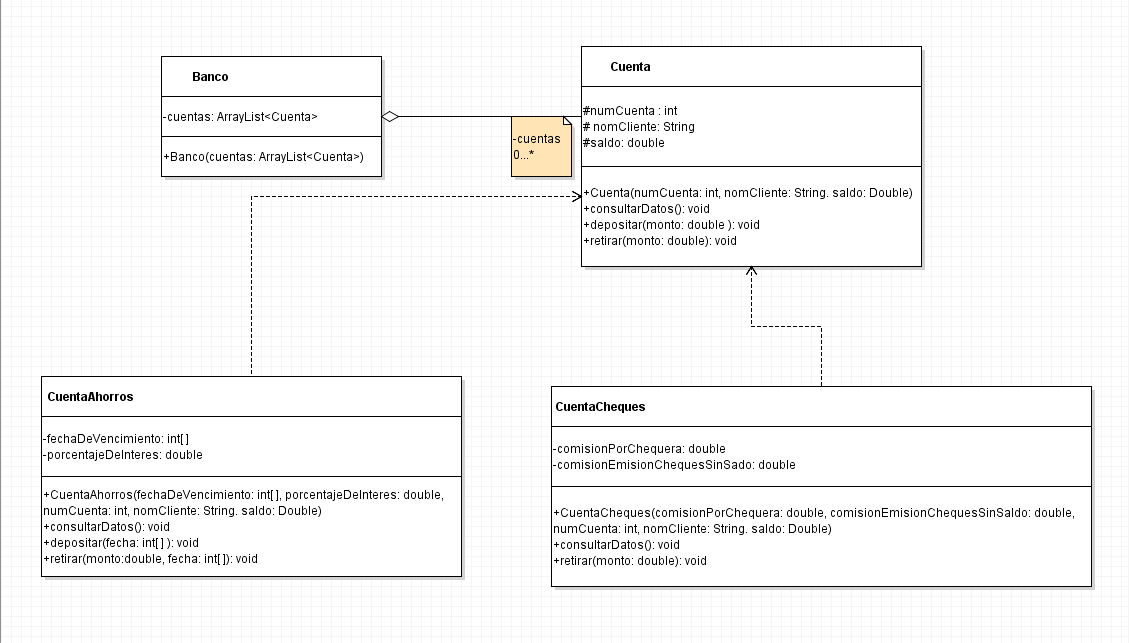 Banco
-cuentas: ArrayList<Cuenta>
+Banco(cuentas: ArrayList<Cuenta>)
-cuentas
0...*
Cuenta
#numCuenta : int
# nomCliente: String
#saldo: double
+Cuenta(numCuenta: int, nomCliente: String. saldo: Double)
+consultarDatos(): void
+depositar(monto: double ): void
+retirar(monto: double): void
CuentaAhorros
-fechaDeVencimiento: int[ ]
-porcentajeDeInteres: double
+CuentaAhorros(fechaDeVencimiento: int[ ], porcentajeDeInteres: double,
numCuenta: int, nomCliente: String. saldo: Double)
+consultarDatos(): void
+depositar(fecha: int[ ] ): void
+retirar(monto:double, fecha: int[ ]): void
CuentaCheques
-comisionPorChequera: double
-comisionEmisionChequesSinSado: double
+CuentaCheques(comisionPorChequera: double, comisionEmisionChequesSinSaldo: double,
numCuenta: int, nomCliente: String. saldo: Double)
+consultarDatos(): void
+retirar(monto: double): void